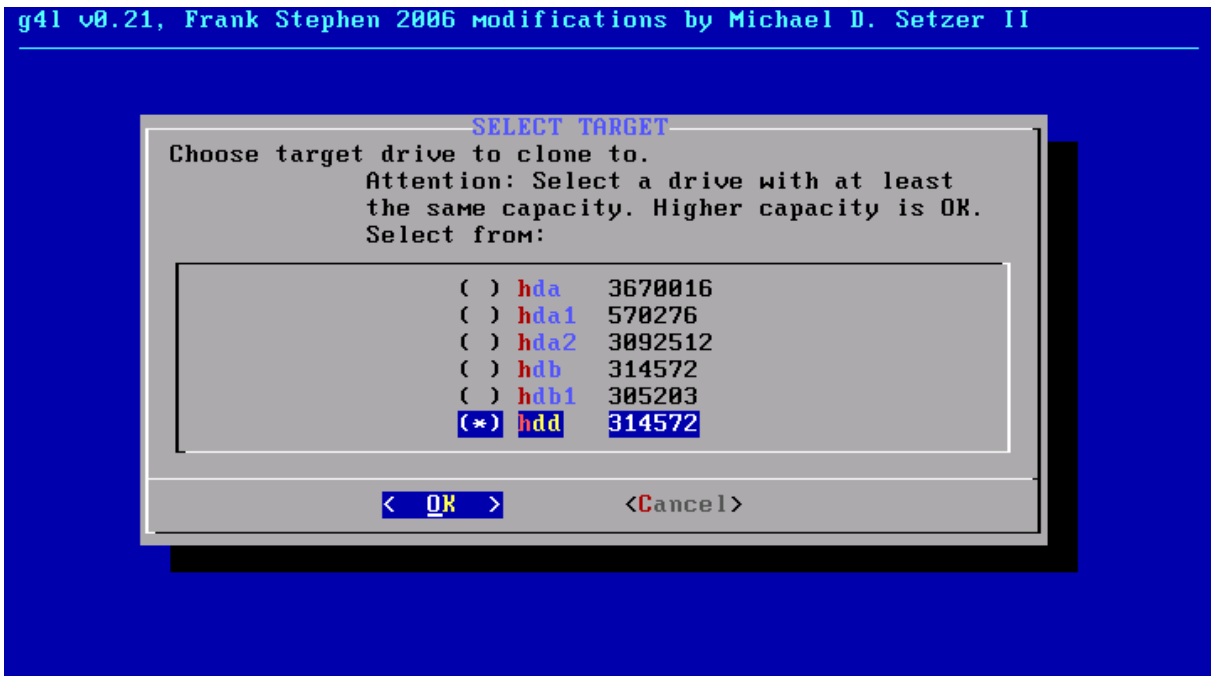 g4l v0.21, Frank Stephen 2006 modifications by Michael D. Setzer II
SELECT TARGET
Choose target drive to clone to.
Attention: Select a drive with at least
the same capacity. Higher capacity is OK.
Select from:
( ) hda 3670016
( ) hda1 570276
( ) hda2 3092512
( ) hdb 314572
( ) hdb1 305203
(*) hdd 314572
< OK > <Cancel>